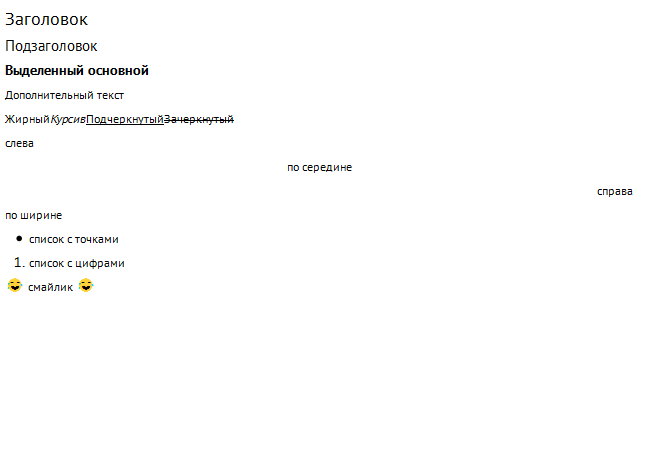 Заголовок
Подзаголовок
Выделенный основной
Дополнительный текст
ЖирныйКурсивПодчеркнутыйЗачеркнутый
слева
по середине
справа
по ширине
• список с точками
1. список с цифрами
😂 смайлик 😂